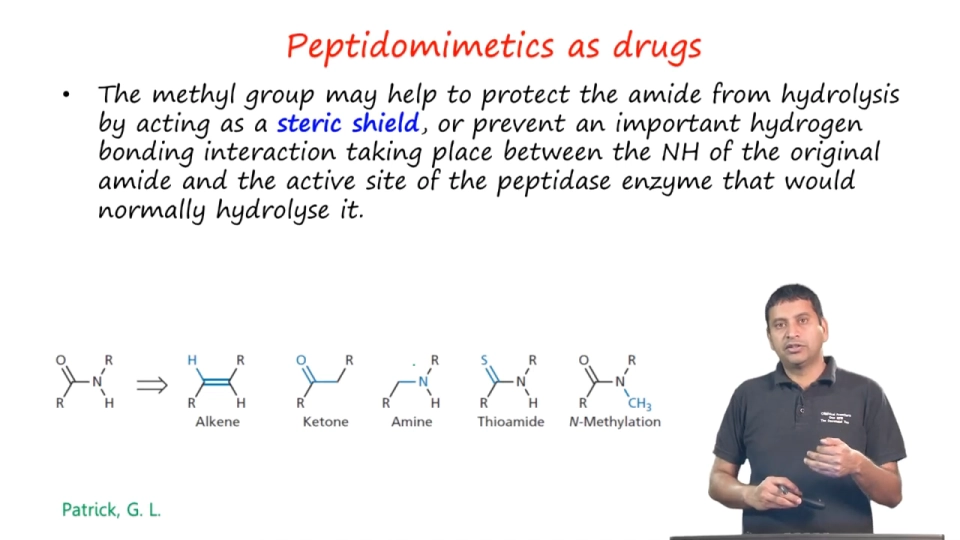 Peptidomimetics as drugs
• The methyl group may help to protect the amide from hydrolysis
by acting as a steric shield, or prevent an important hydrogen
bonding interaction taking place between the NH of the original
amide and the active site of the peptidase enzyme that would
normally hydrolyse it.
O R N R H
H R R H
O R R
R N R H
S R N R H
O R N R CH3
Alkene Ketone Amine Thioamide N-Methylation
Patrick, G. L.